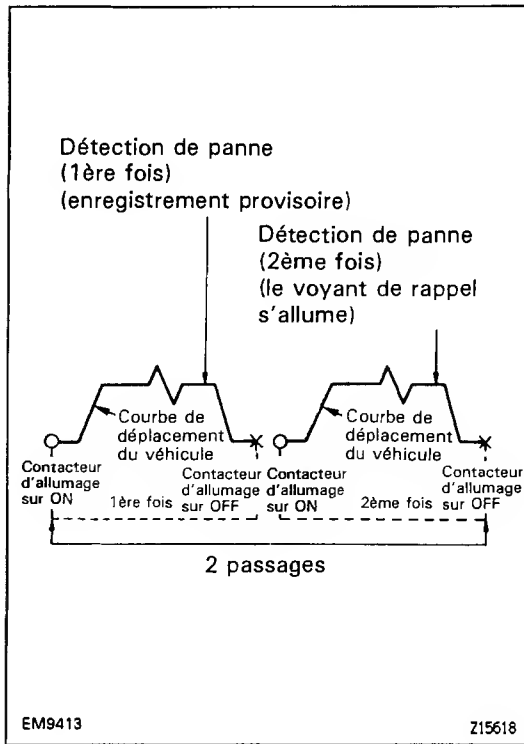 Détection de panne
(1ère fois)
(enregistrement provisoire)
Détection de panne
(2ème fois)
(le voyant de rappel
s'allume)
Courbe de
déplacement
du véhicule
Courbe de
déplacement
du véhicule
Contacteur
d'allumage
sur ON
1ère fois
Contacteur
d'allumage
sur OFF
Contacteur
d'allumage
sur ON
2ème fois
Contacteur
d'allumage
sur OFF
2 passages
EM9413
Z15618